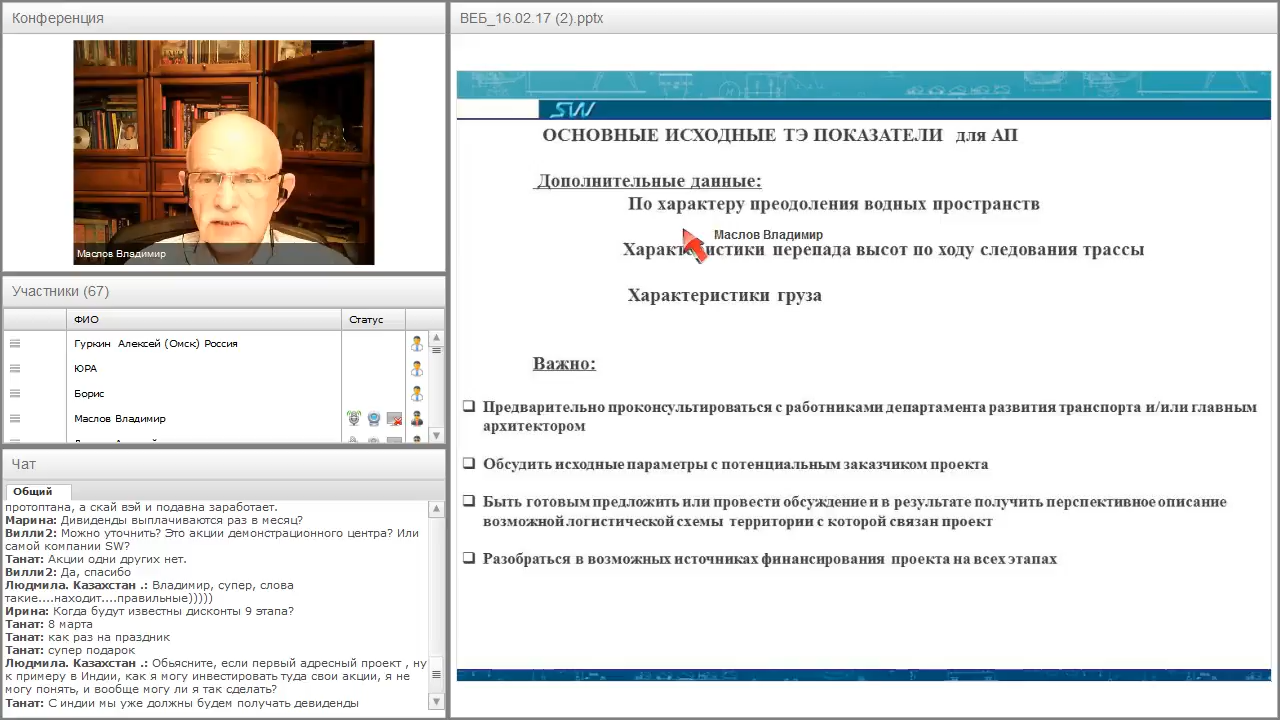 Конференция
Маслов Владимир
Участники (67)
ФИО
Статус
Гуркин Алексей (Омск) Россия
ЮРА
Борис
Маслов Владимир
Чат
Общий
протоптана, а скай вэй и подавна заработает.
Марина: Дивиденды выплачиваются раз в месяц?
Вилли2: Можно уточнить? Это акции демонстрационного центра? Или
самой компании SW?
Танат: Акции одни других нет.
Вилли2: Да, спасибо
Людмила. Казахстан .: Владимир, супер, слова
такие....находит....правильные)))))
Ирина: Когда будут известны дисконты 9 этапа?
Танат: 8 марта
Танат: как раз на праздник
Танат: супер подарок
Людмила. Казахстан .: Обьясните, если первый адресный проект , ну
к примеру в Индии, как я могу инвестировать туда свои акции, я не
могу понять, и вообще могу ли я так сделать?
Танат: С индии мы уже должны будем получать девиденды
ВЕБ_16.02.17 (2).pptx
SW
ОСНОВНЫЕ ИСХОДНЫЕ ТЭ ПОКАЗАТЕЛИ для АП
Дополнительные данные:
По характеру преодоления водных пространств
Маслов Владимир
Характеристики перепада высот по ходу следования трассы
Характеристики груза
Важно:
❑ Предварительно проконсультироваться с работниками департамента развития транспорта и/или главным
архитектором
❑ Обсудить исходные параметры с потенциальным заказчиком проекта
❑ Быть готовым предложить или провести обсуждение и в результате получить перспективное описание
возможной логистической схемы территории с которой связан проект
❑ Разобраться в возможных источниках финансирования проекта на всех этапах